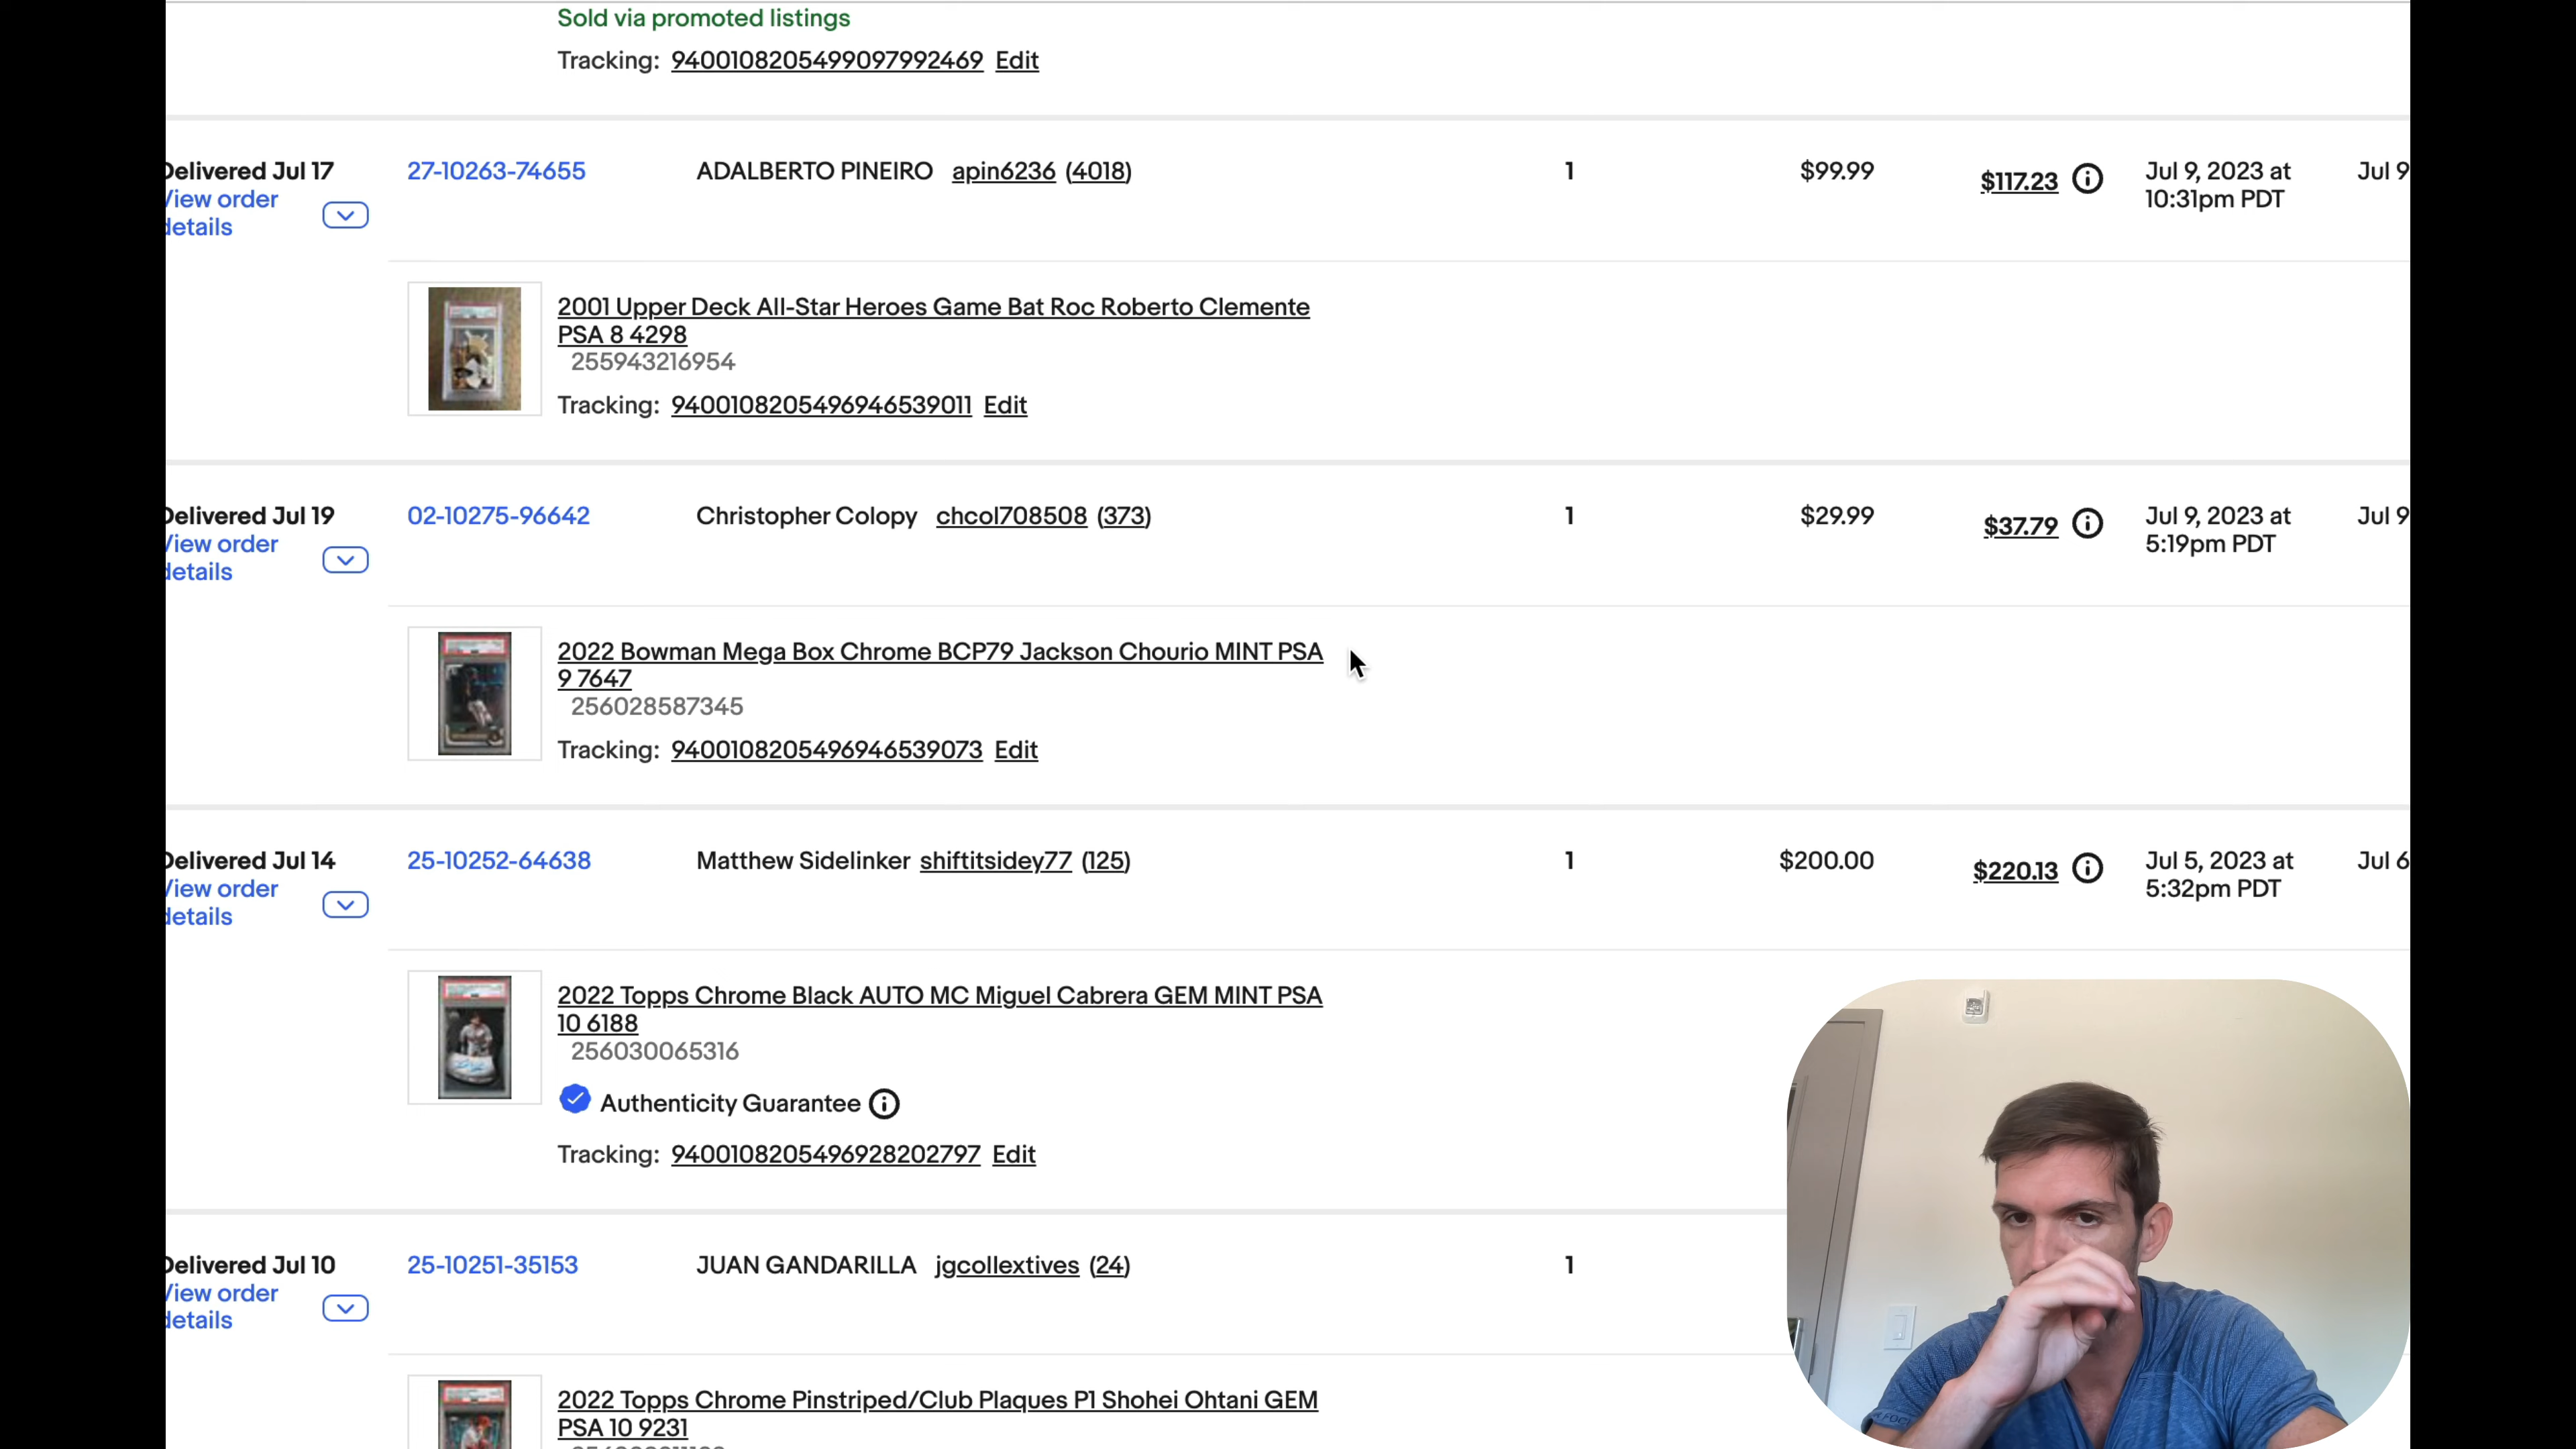 Sold via promoted listings
Tracking: 9400108205499097992469 Edit
Delivered Jul 17 27-10263-74655 ADALBERTO PINEIRO apin6236 (4018) 1 $99.99 $117.23 Jul 9, 2023 at Jul 9
View order 10:31pm PDT
details
2001 Upper Deck All-Star Heroes Game Bat Roc Roberto Clemente
PSA 8 4298
255943216954
Tracking: 9400108205496946539011 Edit
Delivered Jul 19 02-10275-96642 Christopher Colopy chcol708508 (373) 1 $29.99 $37.79 Jul 9, 2023 at Jul 9
View order 5:19pm PDT
details
2022 Bowman Mega Box Chrome BCP79 Jackson Chourio MINT PSA
9 7647
256028587345
Tracking: 9400108205496946539073 Edit
Delivered Jul 14 25-10252-64638 Matthew Sidelinker shiftitsidey77 (125) 1 $200.00 $220.13 Jul 5, 2023 at Jul 6
View order 5:32pm PDT
details
2022 Topps Chrome Black AUTO MC Miguel Cabrera GEM MINT PSA
10 6188
256030065316
Authenticity Guarantee
Tracking: 9400108205496928202797 Edit
Delivered Jul 10 25-10251-35153 JUAN GANDARILLA jgcollextives (24) 1
View order
details
2022 Topps Chrome Pinstriped/Club Plaques P1 Shohei Ohtani GEM
PSA 10 9231